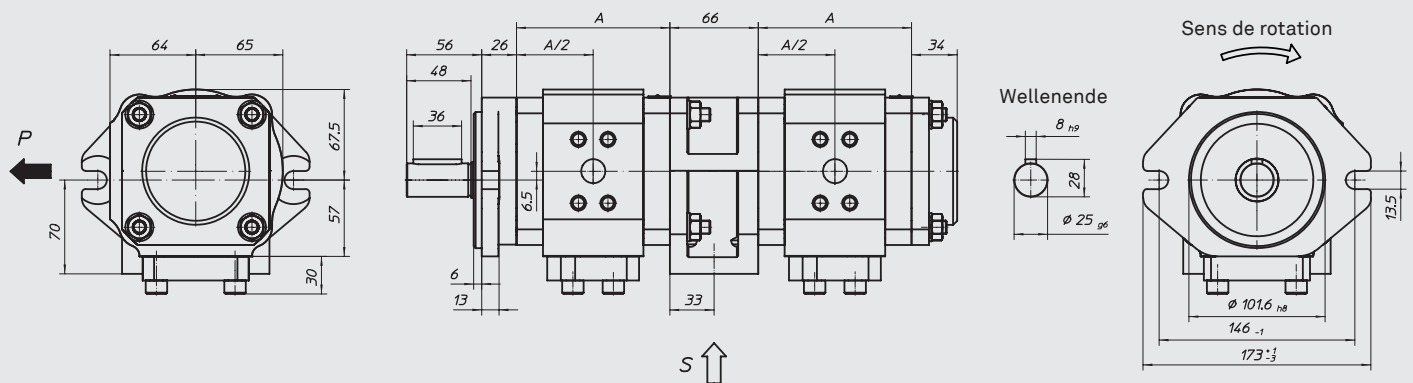 64
65
P
67.5
57
70
30
A
66
A
56
26
A/2
A/2
34
48
36
6.5
6
13
33
S
Wellenende
8 h9
28
Ø 25 g6
Sens de rotation
13.5
Ø 101.6 h8
146 -1
173 +1 -3